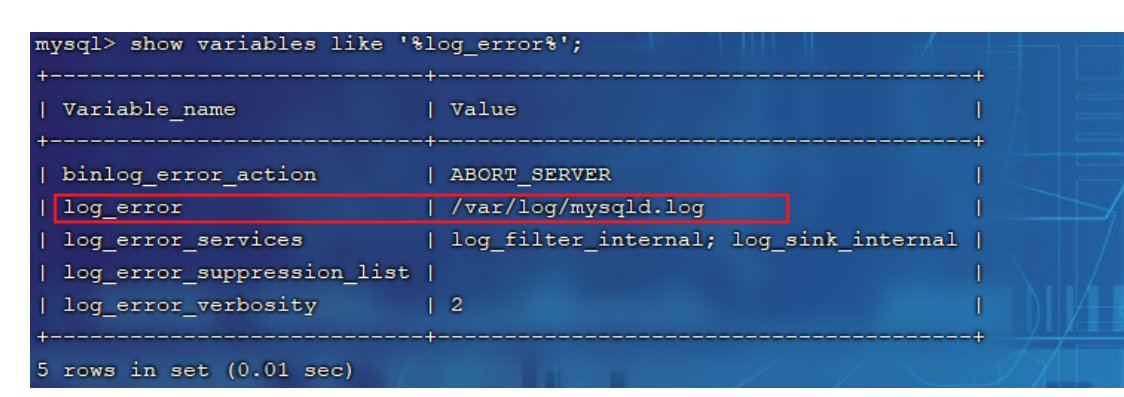 mysql> show variables like '%log_error%';
+----------------------------+----------------------------------------+
| Variable_name              | Value                                  |
+----------------------------+----------------------------------------+
| binlog_error_action        | ABORT_SERVER                           |
| log_error                  | /var/log/mysqld.log                    |
| log_error_services         | log_filter_internal; log_sink_internal |
| log_error_suppression_list |                                        |
| log_error_verbosity        | 2                                      |
+----------------------------+----------------------------------------+
5 rows in set (0.01 sec)